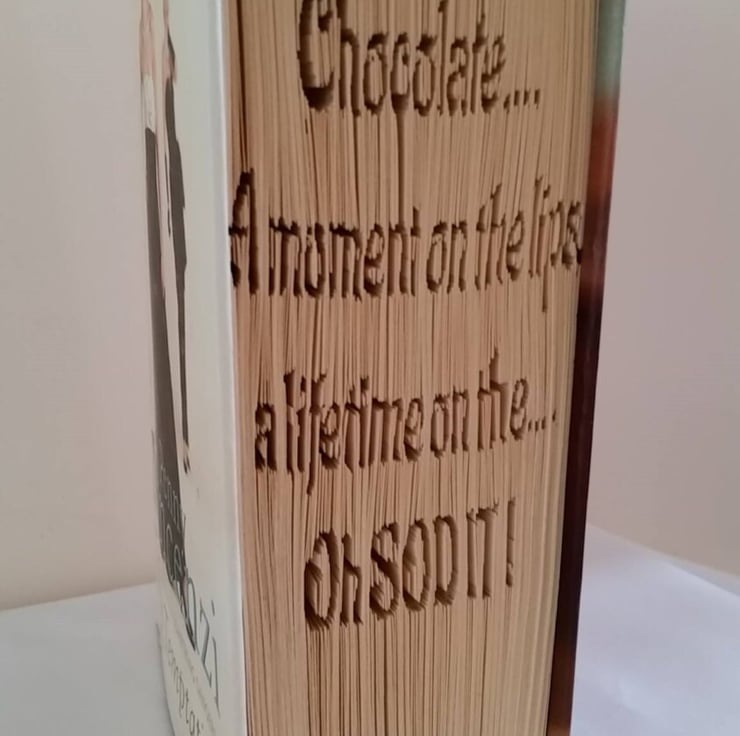 Chocolate....
A moment on the lips
a lifetime on the....
Oh SOD IT!